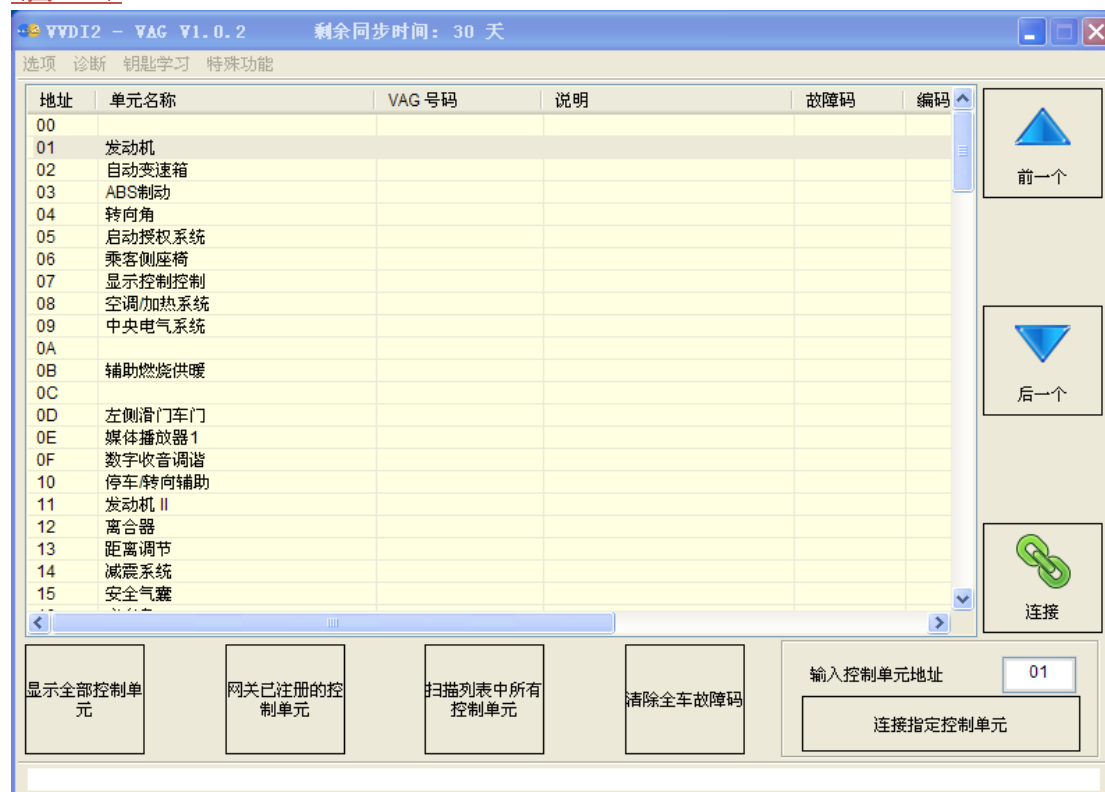 VVDI2 - VAG V1.0.2 剩余同步时间: 30 天
选项 诊断 钥匙学习 特殊功能
地址 单元名称 VAG 号码 说明 故障码 编码
00
01 发动机
02 自动变速箱
03 ABS制动
04 转向角
05 启动授权系统
06 乘客侧座椅
07 显示控制控制
08 空调/加热系统
09 中央电气系统
0A
0B 辅助燃烧供暖
0C
0D 左侧滑门车门
0E 媒体播放器1
0F 数字收音调谐
10 停车/转向辅助
11 发动机 II
12 离合器
13 距离调节
14 减震系统
15 安全气囊
前一个
后一个
连接
显示全部控制单
元
网关已注册的控
制单元
扫描列表中所有
控制单元
清除全车故障码
输入控制单元地址 01
连接指定控制单元